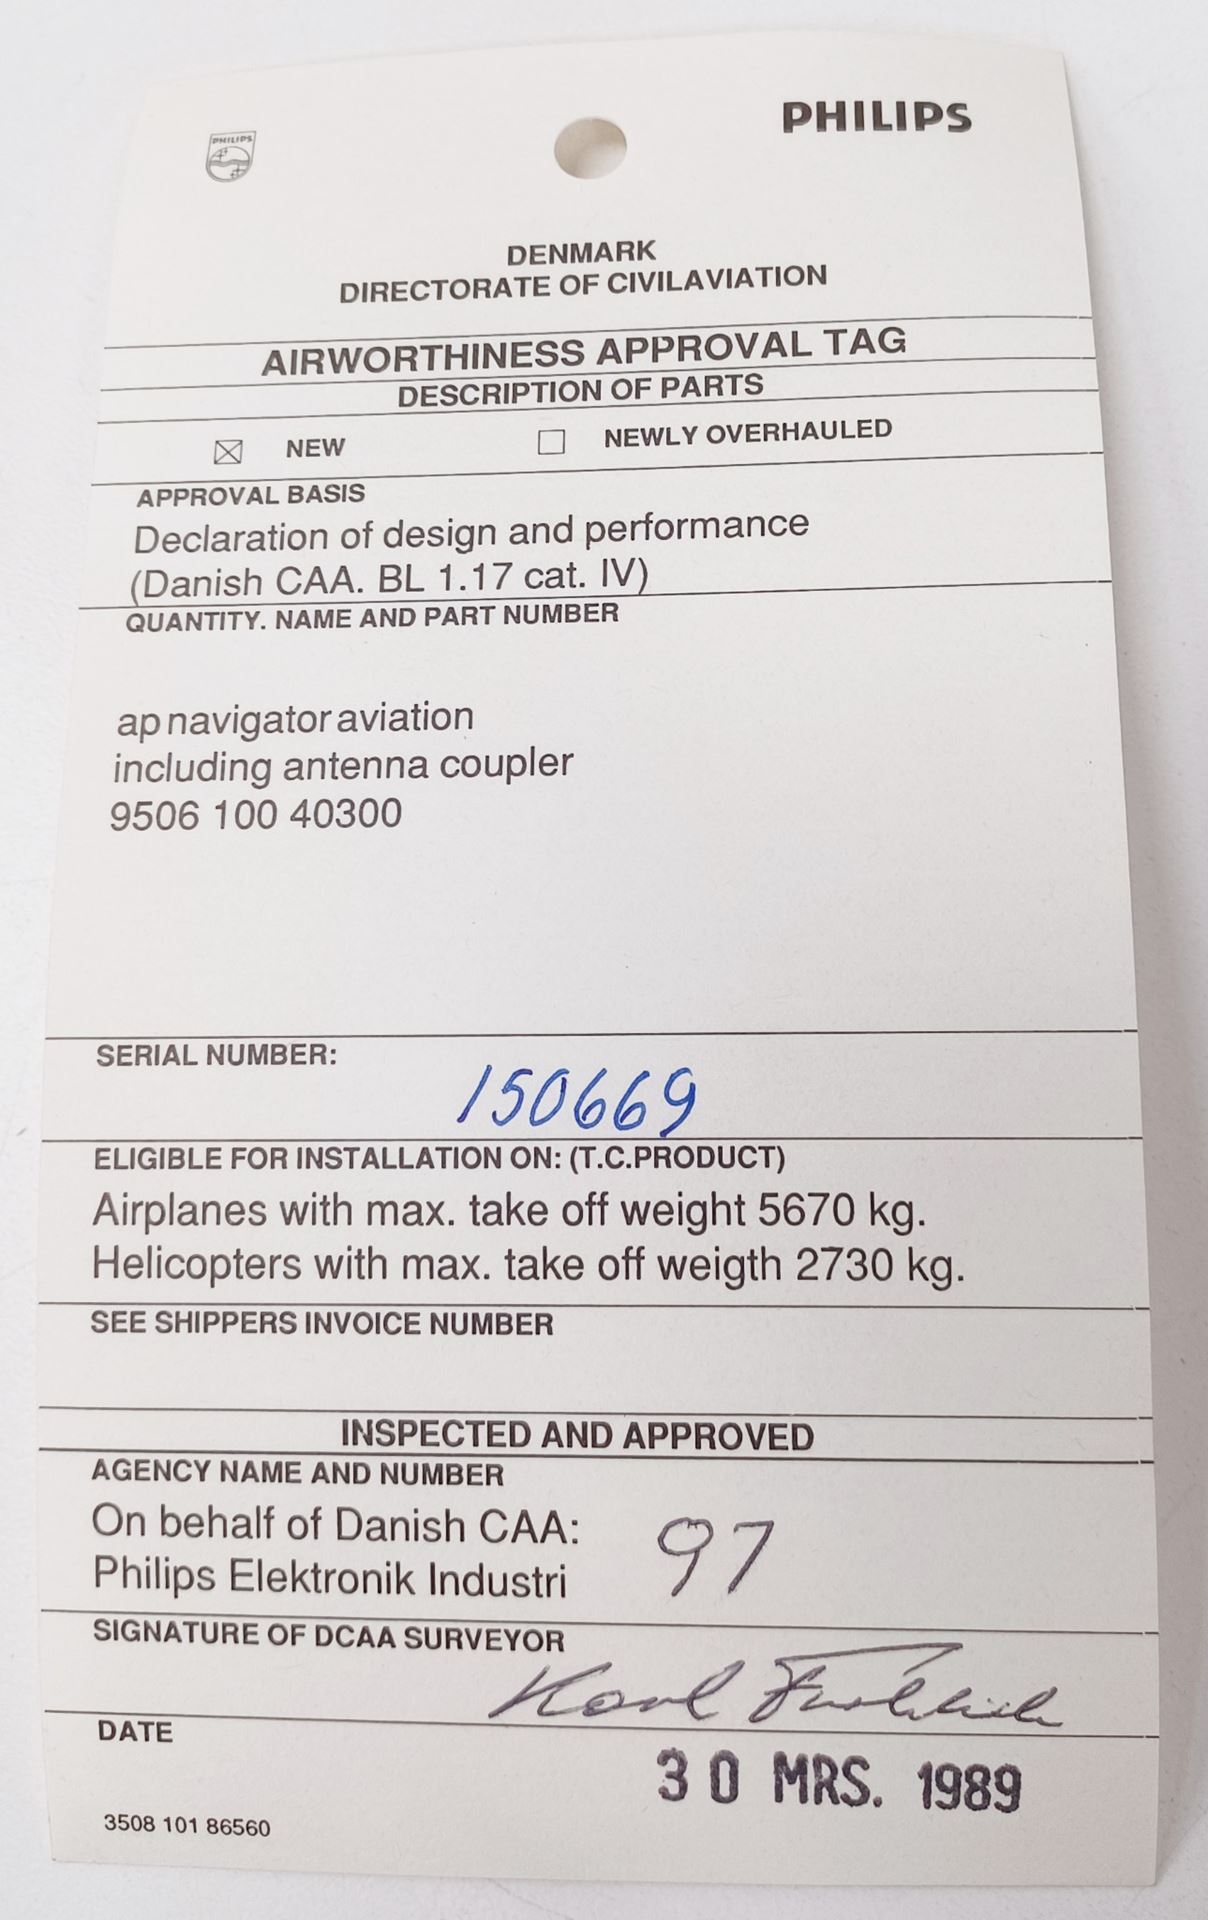 PHILIPS
PHILIPS
DENMARK
DIRECTORATE OF CIVILAVIATION
AIRWORTHINESS APPROVAL TAG
DESCRIPTION OF PARTS
NEW NEWLY OVERHAULED
APPROVAL BASIS
Declaration of design and performance
(Danish CAA. BL 1.17 cat. IV)
QUANTITY. NAME AND PART NUMBER
ap navigator aviation
including antenna coupler
9506 100 40300
SERIAL NUMBER:
150669
ELIGIBLE FOR INSTALLATION ON: (T.C.PRODUCT)
Airplanes with max. take off weight 5670 kg.
Helicopters with max. take off weigth 2730 kg.
SEE SHIPPERS INVOICE NUMBER
INSPECTED AND APPROVED
AGENCY NAME AND NUMBER
On behalf of Danish CAA: 97
Philips Elektronik Industri
SIGNATURE OF DCAA SURVEYOR
DATE
30 MRS. 1989
3508 101 86560